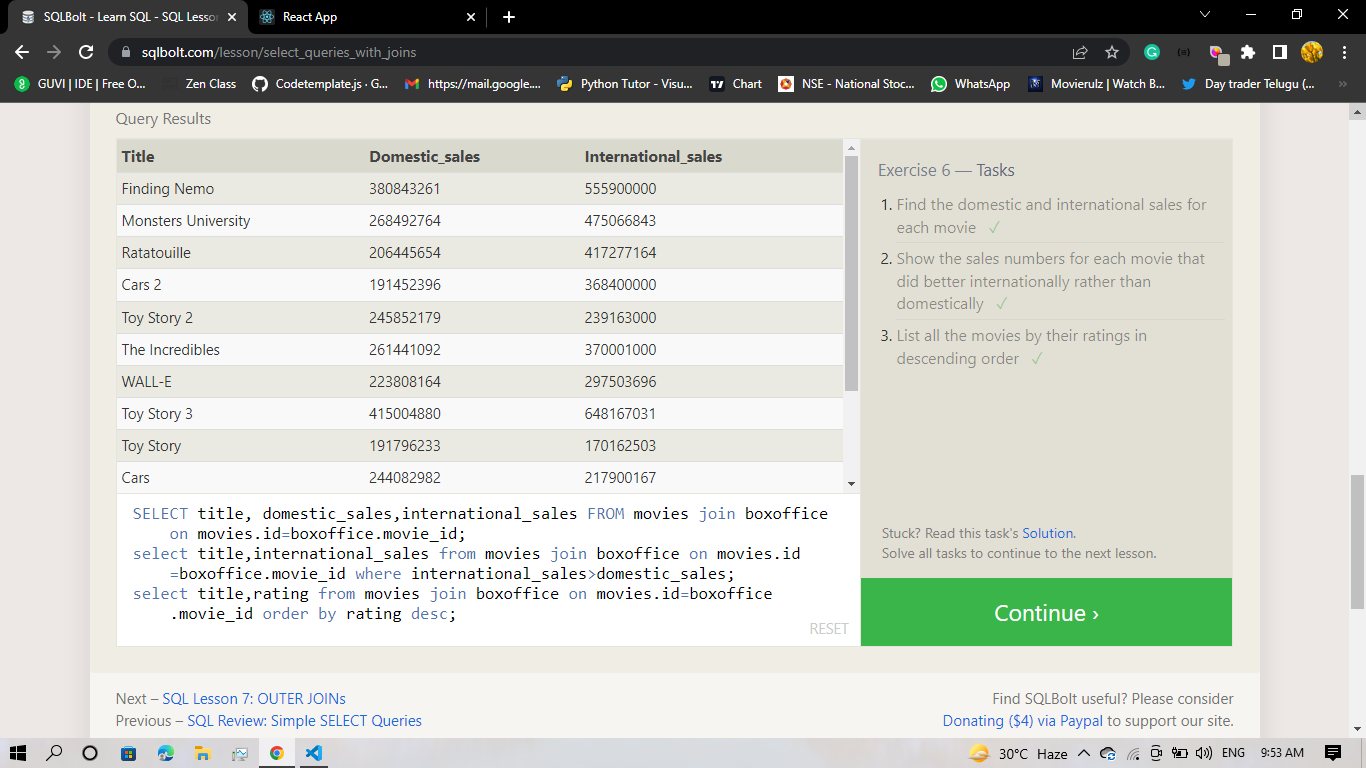 SQLBolt - Learn SQL - SQL Lesson
React App
sqlbolt.com/lesson/select_queries_with_joins
GUVI | IDE | Free O...
Zen Class
Codetemplate.js · G...
https://mail.google....
Python Tutor - Visu...
Chart
NSE - National Stoc...
WhatsApp
Movierulz | Watch B...
Day trader Telugu (...
Query Results
Title Domestic_sales International_sales
Finding Nemo 380843261 555900000
Monsters University 268492764 475066843
Ratatouille 206445654 417277164
Cars 2 191452396 368400000
Toy Story 2 245852179 239163000
The Incredibles 261441092 370001000
WALL-E 223808164 297503696
Toy Story 3 415004880 648167031
Toy Story 191796233 170162503
Cars 244082982 217900167
SELECT title, domestic_sales,international_sales FROM movies join boxoffice
on movies.id=boxoffice.movie_id;
select title,international_sales from movies join boxoffice on movies.id
=boxoffice.movie_id where international_sales>domestic_sales;
select title,rating from movies join boxoffice on movies.id=boxoffice
.movie_id order by rating desc;
RESET
Exercise 6 — Tasks
1. Find the domestic and international sales for
each movie ✓
2. Show the sales numbers for each movie that
did better internationally rather than
domestically ✓
3. List all the movies by their ratings in
descending order ✓
Stuck? Read this task's Solution.
Solve all tasks to continue to the next lesson.
Continue ›
Next – SQL Lesson 7: OUTER JOINs
Previous – SQL Review: Simple SELECT Queries
Find SQLBolt useful? Please consider
Donating ($4) via Paypal to support our site.
30°C Haze
ENG
9:53 AM